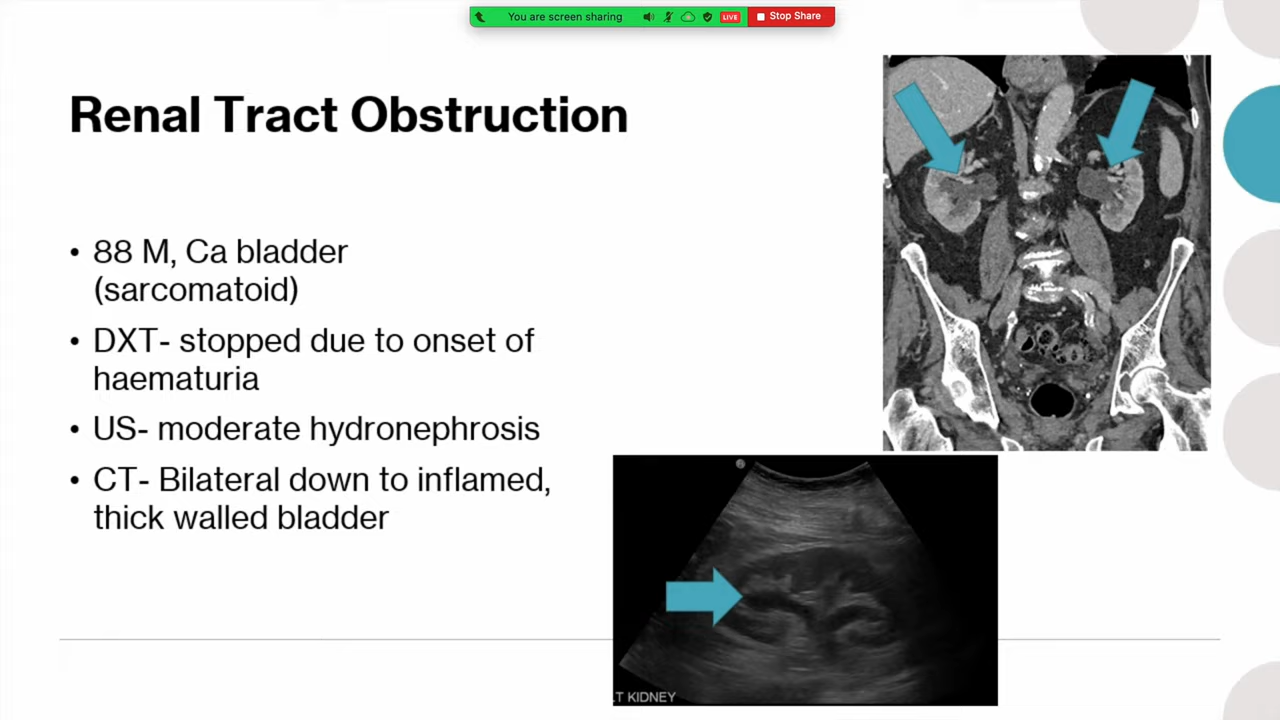 You are screen sharing
LIVE
Stop Share
Renal Tract Obstruction
• 88 M, Ca bladder
(sarcomatoid)
• DXT- stopped due to onset of
haematuria
• US- moderate hydronephrosis
• CT- Bilateral down to inflamed,
thick walled bladder
.T KIDNEY